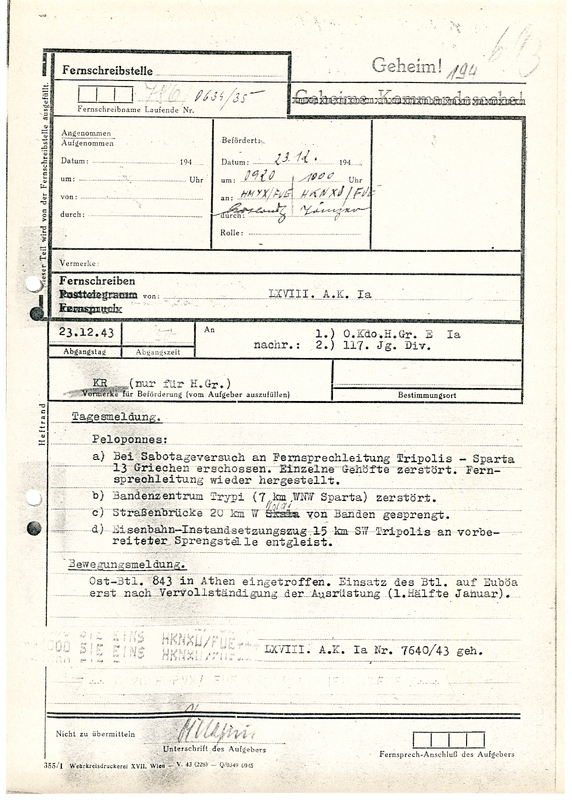 Geheim! 194
Geheime Kommandosache!
Fernschreibstelle
0634/35
Fernschreibname Laufende Nr.
Dieser Teil wird von der Fernschreibstelle ausgefüllt.
Angenommen
Aufgenommen
Datum: 194
um: Uhr
von:
durch:
Befördert:
Datum: 23.12. 194
um: 0920 1000 Uhr
an: HMYX/FUE HKNXÜ/FUE
durch:
Rolle:
Vermerke:
Fernschreiben
Posttelegramm von: LXVIII. A.K. Ia
Fernspruch
23.12.43
Abgangstag Abgangszeit
An 1.) O.Kdo.H.Gr. E Ia
nachr.: 2.) 117. Jg. Div.
KR (nur für H.Gr.)
Vermerke für Beförderung (vom Aufgeber auszufüllen)
Bestimmungsort
Heftrand
Tagesmeldung.
Peloponnes:
a) Bei Sabotageversuch an Fernsprechleitung Tripolis - Sparta
13 Griechen erschossen. Einzelne Gehöfte zerstört. Fern-
sprechleitung wieder hergestellt.
b) Bandenzentrum Trypi (7 km WNW Sparta) zerstört.
c) Straßenbrücke 20 km W Skala von Banden gesprengt.
d) Eisenbahn-Instandsetzungszug 15 km SW Tripolis an vorbe-
reiteter Sprengstelle entgleist.
Bewegungsmeldung.
Ost-Btl. 843 in Athen eingetroffen. Einsatz des Btl. auf Euböa
erst nach Vervollständigung der Ausrüstung (1.Hälfte Januar).
SIE EINS HKNXÜ/FUE
SIE EINS
LXVIII. A.K. Ia Nr. 7640/43 geh.
Nicht zu übermitteln
Unterschrift des Aufgebers
Fernsprech-Anschluß des Aufgebers
355/I Wehrkreisdruckerei XVII. Wien — V. 43 (228) —